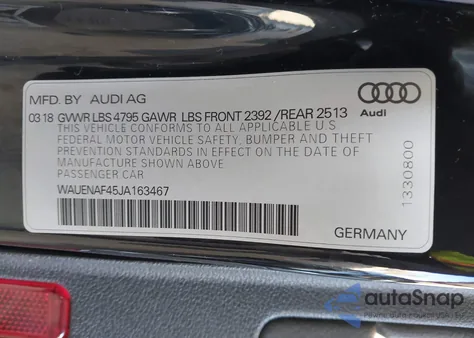 MFD. BY AUDI AG
Audi
03 18 GVWR LBS 4795 GAWR LBS FRONT 2392 /REAR 2513
THIS VEHICLE CONFORMS TO ALL APPLICABLE U.S
FEDERAL MOTOR VEHICLE SAFETY, BUMPER AND THEFT
PREVENTION STANDARDS IN EFFECT ON THE DATE OF
MANUFACTURE SHOWN ABOVE
PASSENGER CAR
WAUENAF45JA163467
1330800
GERMANY
autoSnap